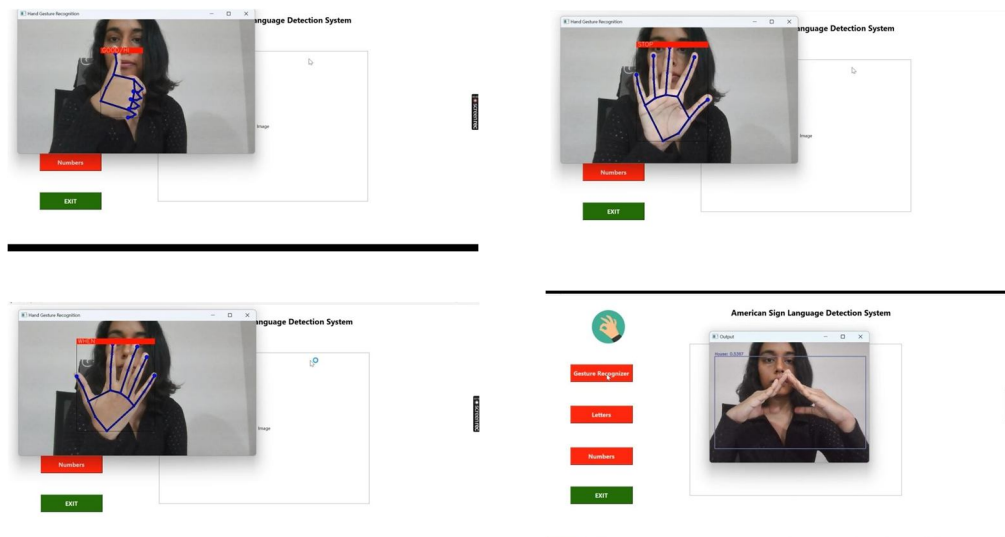 Hand Gesture Recognition
anguage Detection System
Image
Numbers
EXIT
Hand Gesture Recognition
anguage Detection System
STOP
Image
Numbers
EXIT
Hand Gesture Recognition
anguage Detection System
Image
Numbers
EXIT
American Sign Language Detection System
Output
Gesture Recognizer
Letters
Numbers
EXIT